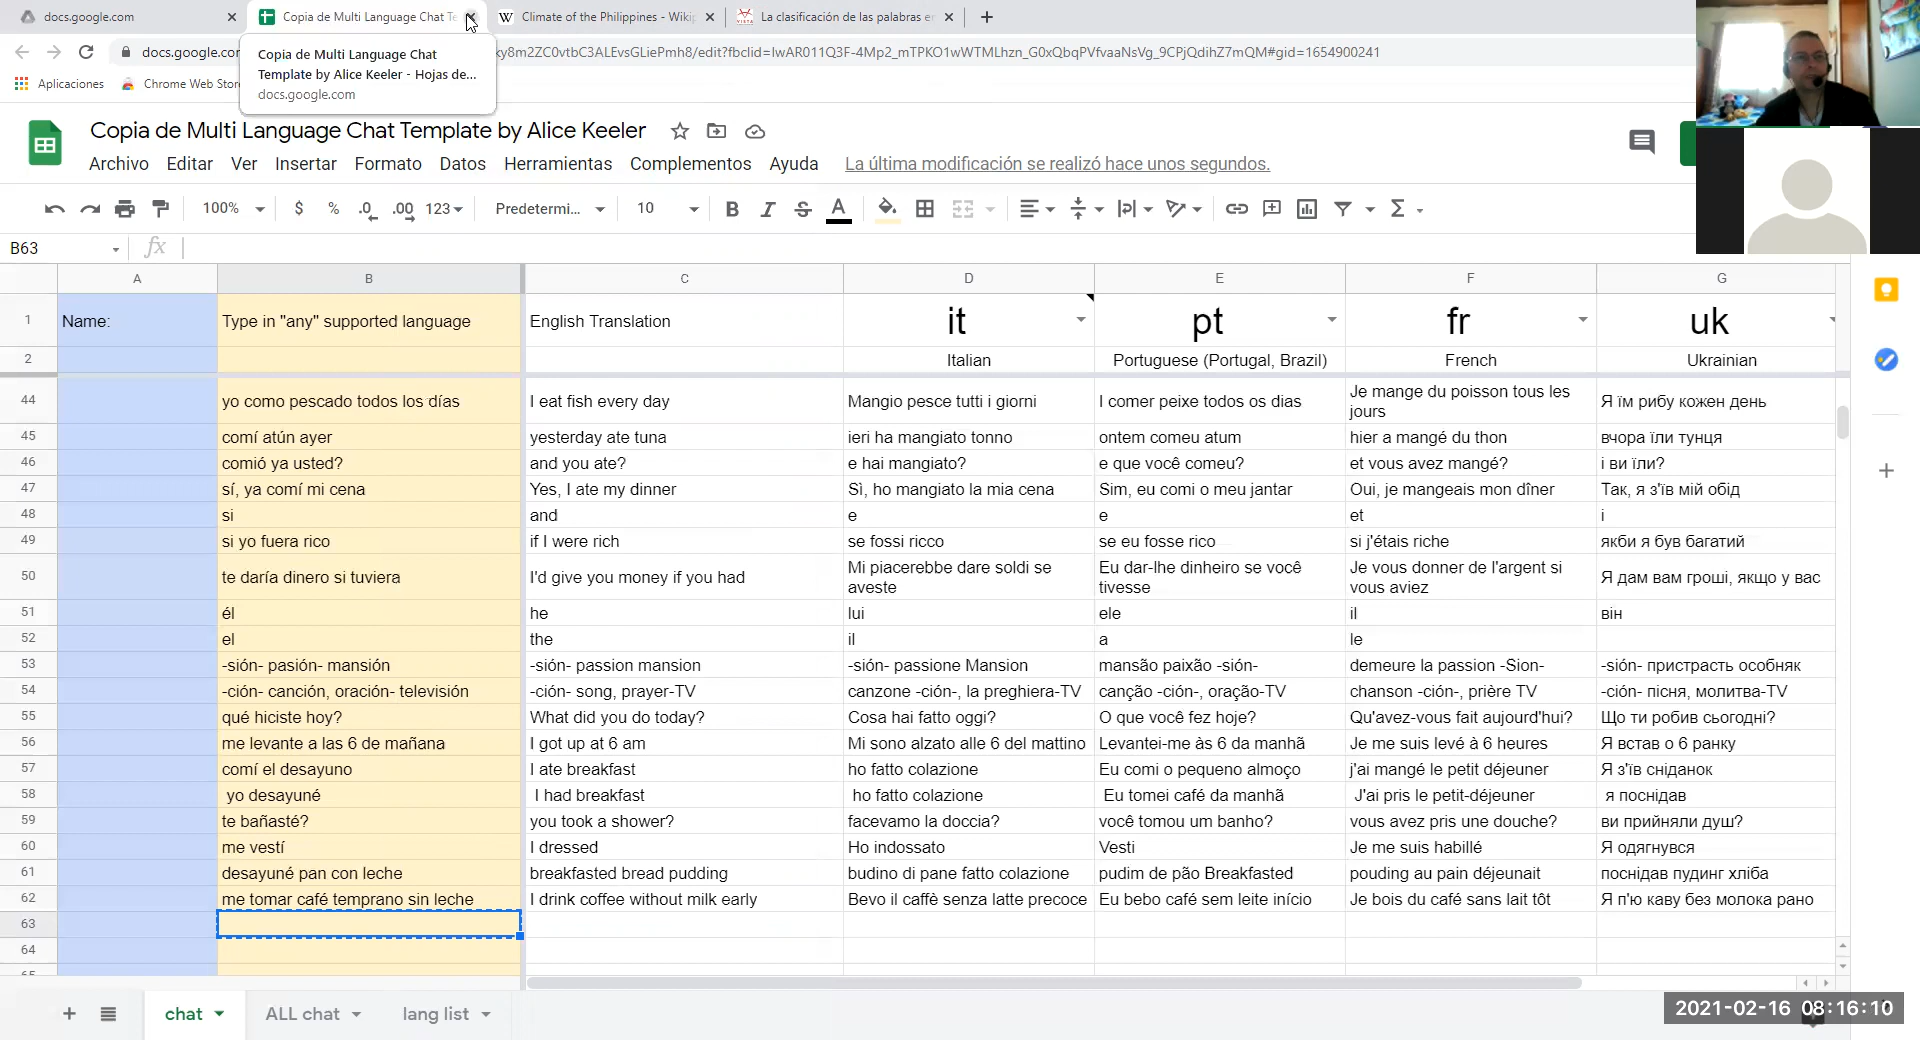 docs.google.com
Copia de Multi Language Chat Te
Climate of the Philippines - Wiki
La clasificación de las palabras en
docs.google.com
ky8m2ZC0vtbC3ALEvsGLiePmh8/edit?fbclid=IwAR011Q3F-4Mp2_mTPKO1wWTMLhzn_G0xQbqPVfvaaNsVg_9CPjQdihZ7mQM#gid=1654900241
Copia de Multi Language Chat
Template by Alice Keeler - Hojas de...
docs.google.com
Aplicaciones
Chrome Web Store
Copia de Multi Language Chat Template by Alice Keeler
Archivo Editar Ver Insertar Formato Datos Herramientas Complementos Ayuda La última modificación se realizó hace unos segundos.
100% $ % .0 .00 123 Predetermi... 10 B I S A Σ
B63 fx
A B C D E F G
1 Name: Type in "any" supported language English Translation it pt fr uk
2 Italian Portuguese (Portugal, Brazil) French Ukrainian
44 yo como pescado todos los días I eat fish every day Mangio pesce tutti i giorni I comer peixe todos os dias Je mange du poisson tous les jours Я їм рибу кожен день
45 comí atún ayer yesterday ate tuna ieri ha mangiato tonno ontem comeu atum hier a mangé du thon вчора їли тунця
46 comió ya usted? and you ate? e hai mangiato? e que você comeu? et vous avez mangé? і ви їли?
47 sí, ya comí mi cena Yes, I ate my dinner Sì, ho mangiato la mia cena Sim, eu comi o meu jantar Oui, je mangeais mon dîner Так, я з'їв мій обід
48 si and e e et і
49 si yo fuera rico if I were rich se fossi ricco se eu fosse rico si j'étais riche якби я був багатий
50 te daría dinero si tuviera I'd give you money if you had Mi piacerebbe dare soldi se aveste Eu dar-lhe dinheiro se você tivesse Je vous donner de l'argent si vous aviez Я дам вам гроші, якщо у вас
51 él he lui ele il він
52 el the il a le
53 -sión- pasión- mansión -sión- passion mansion -sión- passione Mansion mansão paixão -sión- demeure la passion -Sion- -sión- пристрасть особняк
54 -ción- canción, oración- televisión -ción- song, prayer-TV canzone -ción-, la preghiera-TV canção -ción-, oração-TV chanson -ción-, prière TV -ción- пісня, молитва-TV
55 qué hiciste hoy? What did you do today? Cosa hai fatto oggi? O que você fez hoje? Qu'avez-vous fait aujourd'hui? Що ти робив сьогодні?
56 me levante a las 6 de mañana I got up at 6 am Mi sono alzato alle 6 del mattino Levantei-me às 6 da manhã Je me suis levé à 6 heures Я встав о 6 ранку
57 comí el desayuno I ate breakfast ho fatto colazione Eu comi o pequeno almoço j'ai mangé le petit déjeuner Я з'їв сніданок
58 yo desayuné I had breakfast ho fatto colazione Eu tomei café da manhã J'ai pris le petit-déjeuner я поснідав
59 te bañasté? you took a shower? facevamo la doccia? você tomou um banho? vous avez pris une douche? ви прийняли душ?
60 me vestí I dressed Ho indossato Vesti Je me suis habillé Я одягнувся
61 desayuné pan con leche breakfasted bread pudding budino di pane fatto colazione pudim de pão Breakfasted pouding au pain déjeunait поснідав пудинг хліба
62 me tomar café temprano sin leche I drink coffee without milk early Bevo il caffè senza latte precoce Eu bebo café sem leite início Je bois du café sans lait tôt Я п'ю каву без молока рано
63
64
chat ALL chat lang list
2021-02-16 08:16:10